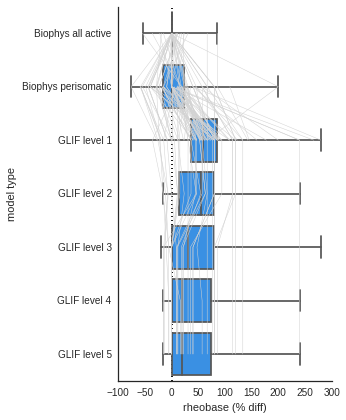 Biophys all active
Biophys perisomatic
GLIF level 1
GLIF level 2
GLIF level 3
GLIF level 4
GLIF level 5
model type
−100 −50 0 50 100 150 200 250 300
rheobase (% diff)